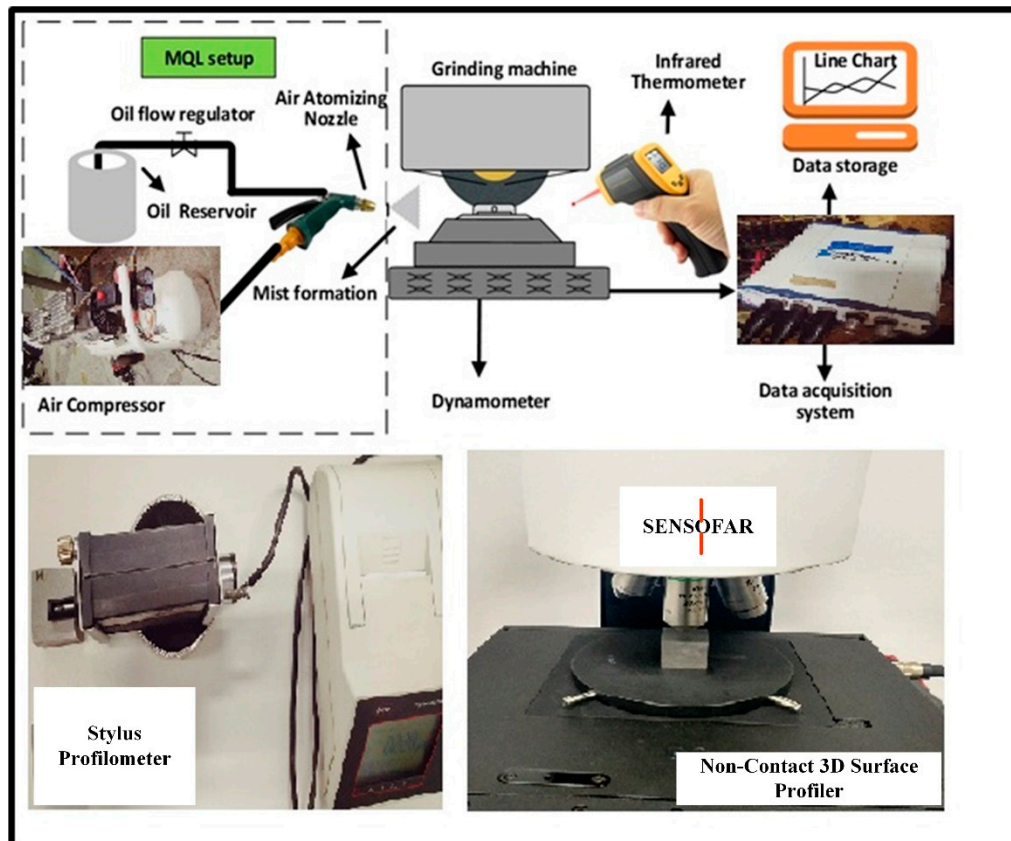 MQL setup
Oil flow regulator
Air Atomizing
Nozzle
Oil Reservoir
Mist formation
Air Compressor
Grinding machine
Infrared
Thermometer
Line Chart
Data storage
Dynamometer
Data acquisition
system
Stylus
Profilometer
SENSOFAR
Non-Contact 3D Surface
Profiler